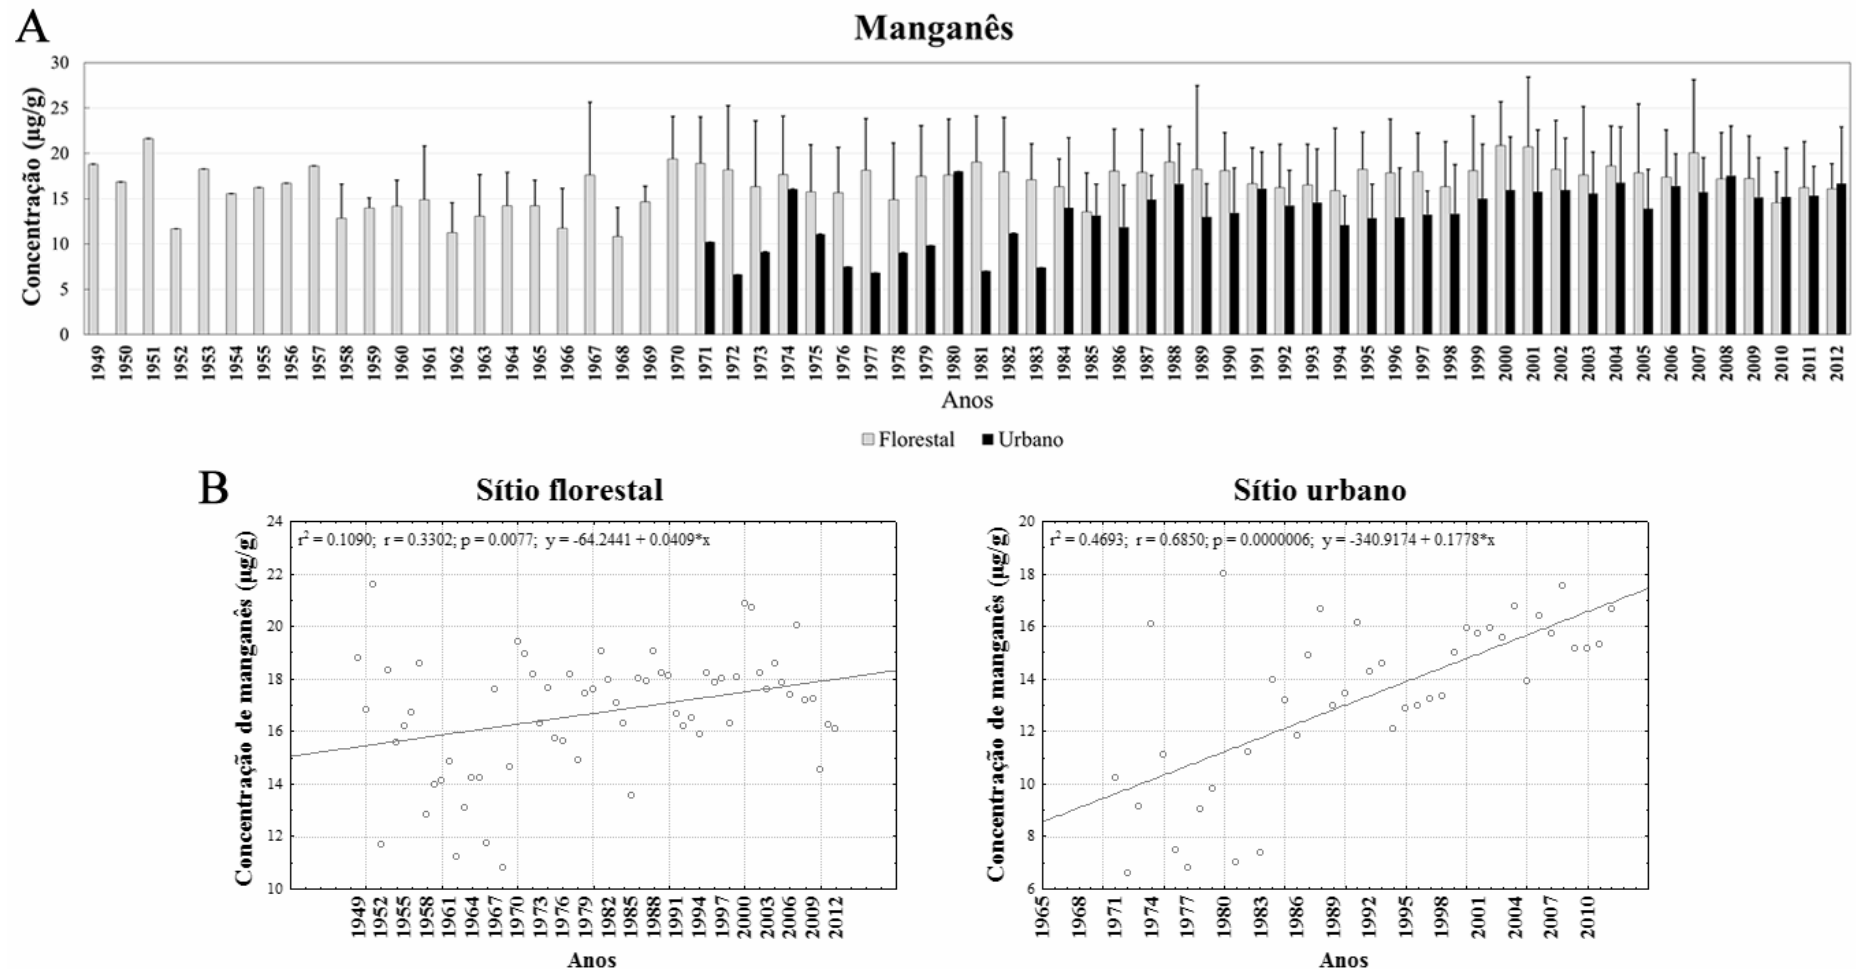 A
Manganês
Concentração (µg/g)
30
25
20
15
10
5
0
1949 1950 1951 1952 1953 1954 1955 1956 1957 1958 1959 1960 1961 1962 1963 1964 1965 1966 1967 1968 1969 1970 1971 1972 1973 1974 1975 1976 1977 1978 1979 1980 1981 1982 1983 1984 1985 1986 1987 1988 1989 1990 1991 1992 1993 1994 1995 1996 1997 1998 1999 2000 2001 2002 2003 2004 2005 2006 2007 2008 2009 2010 2011 2012
Anos
Florestal Urbano
B
Sítio florestal
r² = 0.1090; r = 0.3302; p = 0.0077; y = -64.2441 + 0.0409*x
Concentração de manganês (µg/g)
24
22
20
18
16
14
12
10
1949 1952 1955 1958 1961 1964 1967 1970 1973 1976 1979 1982 1985 1988 1991 1994 1997 2000 2003 2006 2009 2012
Anos
Sítio urbano
r² = 0.4693; r = 0.6850; p = 0.0000006; y = -340.9174 + 0.1778*x
Concentração de manganês (µg/g)
20
18
16
14
12
10
8
6
1965 1968 1971 1974 1977 1980 1983 1986 1989 1992 1995 1998 2001 2004 2007 2010
Anos